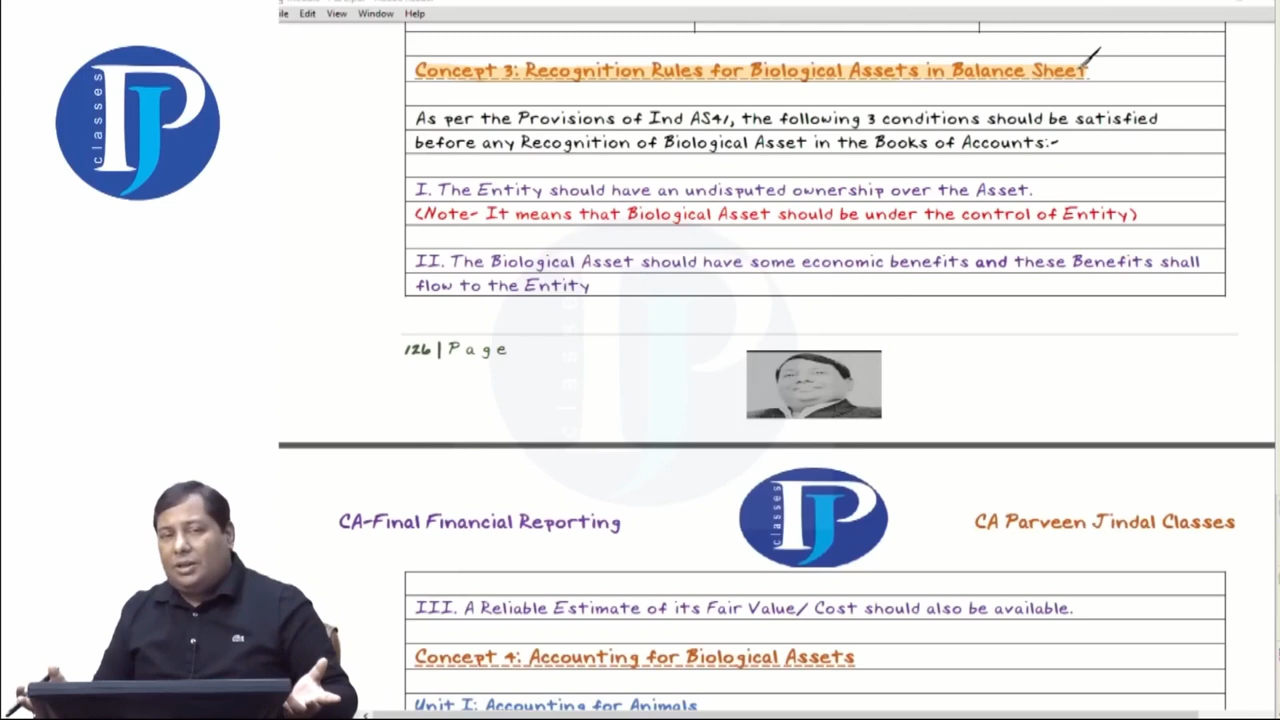 File Edit View Window Help
classes PJ
Concept 3: Recognition Rules for Biological Assets in Balance Sheet
As per the Provisions of Ind AS41, the following 3 conditions should be satisfied
before any Recognition of Biological Asset in the Books of Accounts:-
I. The Entity should have an undisputed ownership over the Asset.
(Note- It means that Biological Asset should be under the control of Entity)
II. The Biological Asset should have some economic benefits and these Benefits shall
flow to the Entity
126 | Page
CA-Final Financial Reporting
classes PJ
CA Parveen Jindal Classes
III. A Reliable Estimate of its Fair Value/ Cost should also be available.
Concept 4: Accounting for Biological Assets
Unit I: Accounting for Animals